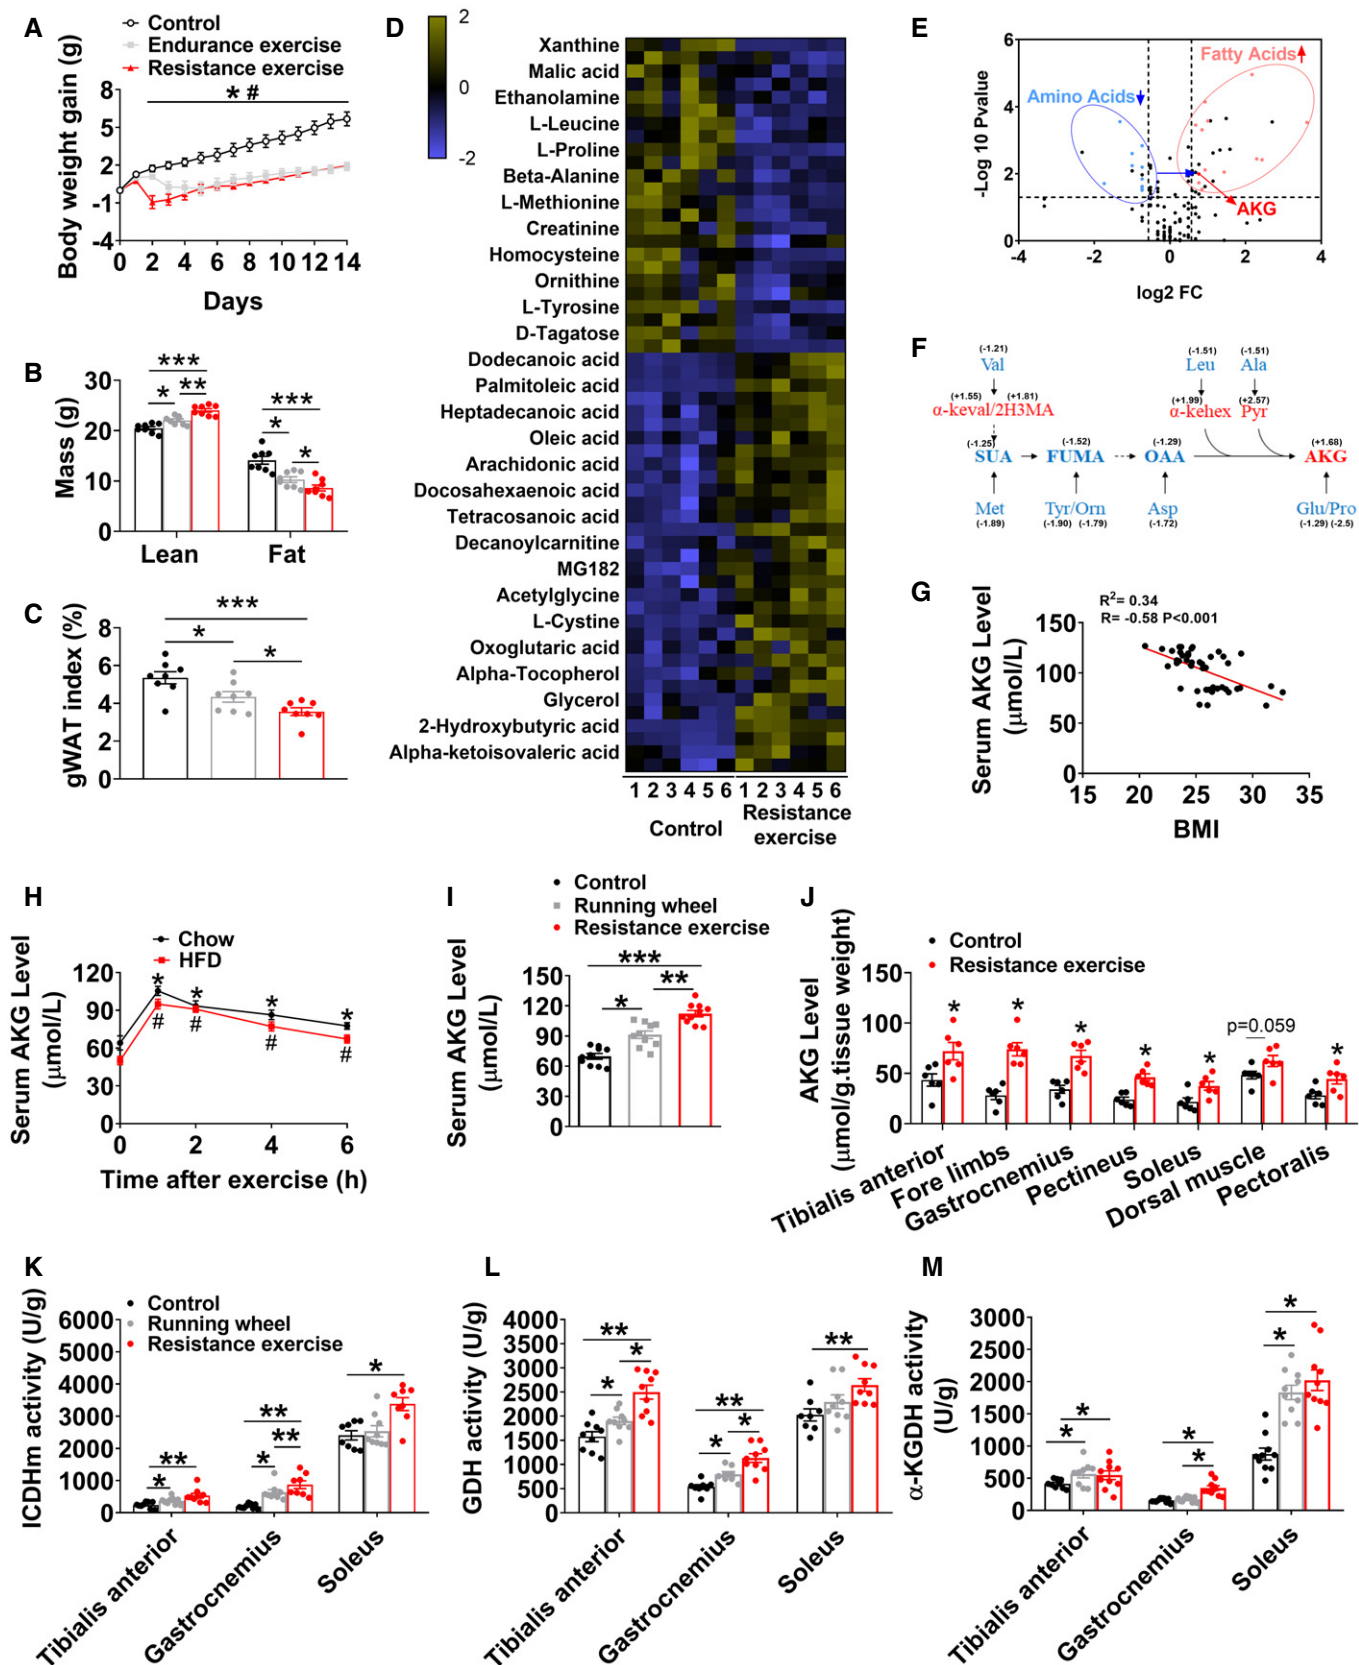 A
Control
Endurance exercise
Resistance exercise
* #
Body weight gain (g)
8
5
2
-1
-4
0 2 4 6 8 10 12 14
Days
B
Mass (g)
30
20
10
0
***
* **
***
*
*
Lean Fat
C
gWAT index (%)
8
6
4
2
0
***
*
*
D
2
0
-2
Xanthine
Malic acid
Ethanolamine
L-Leucine
L-Proline
Beta-Alanine
L-Methionine
Creatinine
Homocysteine
Ornithine
L-Tyrosine
D-Tagatose
Dodecanoic acid
Palmitoleic acid
Heptadecanoic acid
Oleic acid
Arachidonic acid
Docosahexaenoic acid
Tetracosanoic acid
Decanoylcarnitine
MG182
Acetylglycine
L-Cystine
Oxoglutaric acid
Alpha-Tocopherol
Glycerol
2-Hydroxybutyric acid
Alpha-ketoisovaleric acid
1 2 3 4 5 6 1 2 3 4 5 6
Control
Resistance
exercise
E
-Log 10 Pvalue
6
4
2
0
Fatty Acids
Amino Acids
AKG
-4 -2 0 2 4
log2 FC
F
(-1.21) (-1.51) (-1.51)
Val Leu Ala
(+1.55) (+1.81) (+1.99) (+2.57)
α-keval/2H3MA α-kehex Pyr
(-1.25) (-1.52) (-1.29) (+1.68)
SUA FUMA OAA AKG
Met Tyr/Orn Asp Glu/Pro
(-1.89) (-1.90) (-1.79) (-1.72) (-1.29) (-2.5)
G
R2= 0.34
R= -0.58 P<0.001
Serum AKG Level
(μmol/L)
150
100
50
0
15 20 25 30 35
BMI
H
Chow
HFD
Serum AKG Level
(μmol/L)
120
90
60
30
0
* * * *
# # # #
0 2 4 6
Time after exercise (h)
I
Control
Running wheel
Resistance exercise
Serum AKG Level
(μmol/L)
150
120
90
60
30
0
***
* **
J
Control
Resistance exercise
AKG Level
(μmol/g.tissue weight)
150
100
50
0
* * * * * p=0.059 *
Tibialis anterior
Fore limbs
Gastrocnemius
Pectineus
Soleus
Dorsal muscle
Pectoralis
K
Control
Running wheel
Resistance exercise
ICDHm activity (U/g)
6000
5000
4000
3000
2000
1000
0
**
*
**
* **
*
Tibialis anterior
Gastrocnemius
Soleus
L
GDH activity (U/g)
4000
3500
3000
2500
2000
1500
1000
500
0
**
* *
**
* *
**
Tibialis anterior
Gastrocnemius
Soleus
M
α-KGDH activity
(U/g)
3000
2500
2000
1500
1000
500
0
*
*
*
*
*
*
Tibialis anterior
Gastrocnemius
Soleus